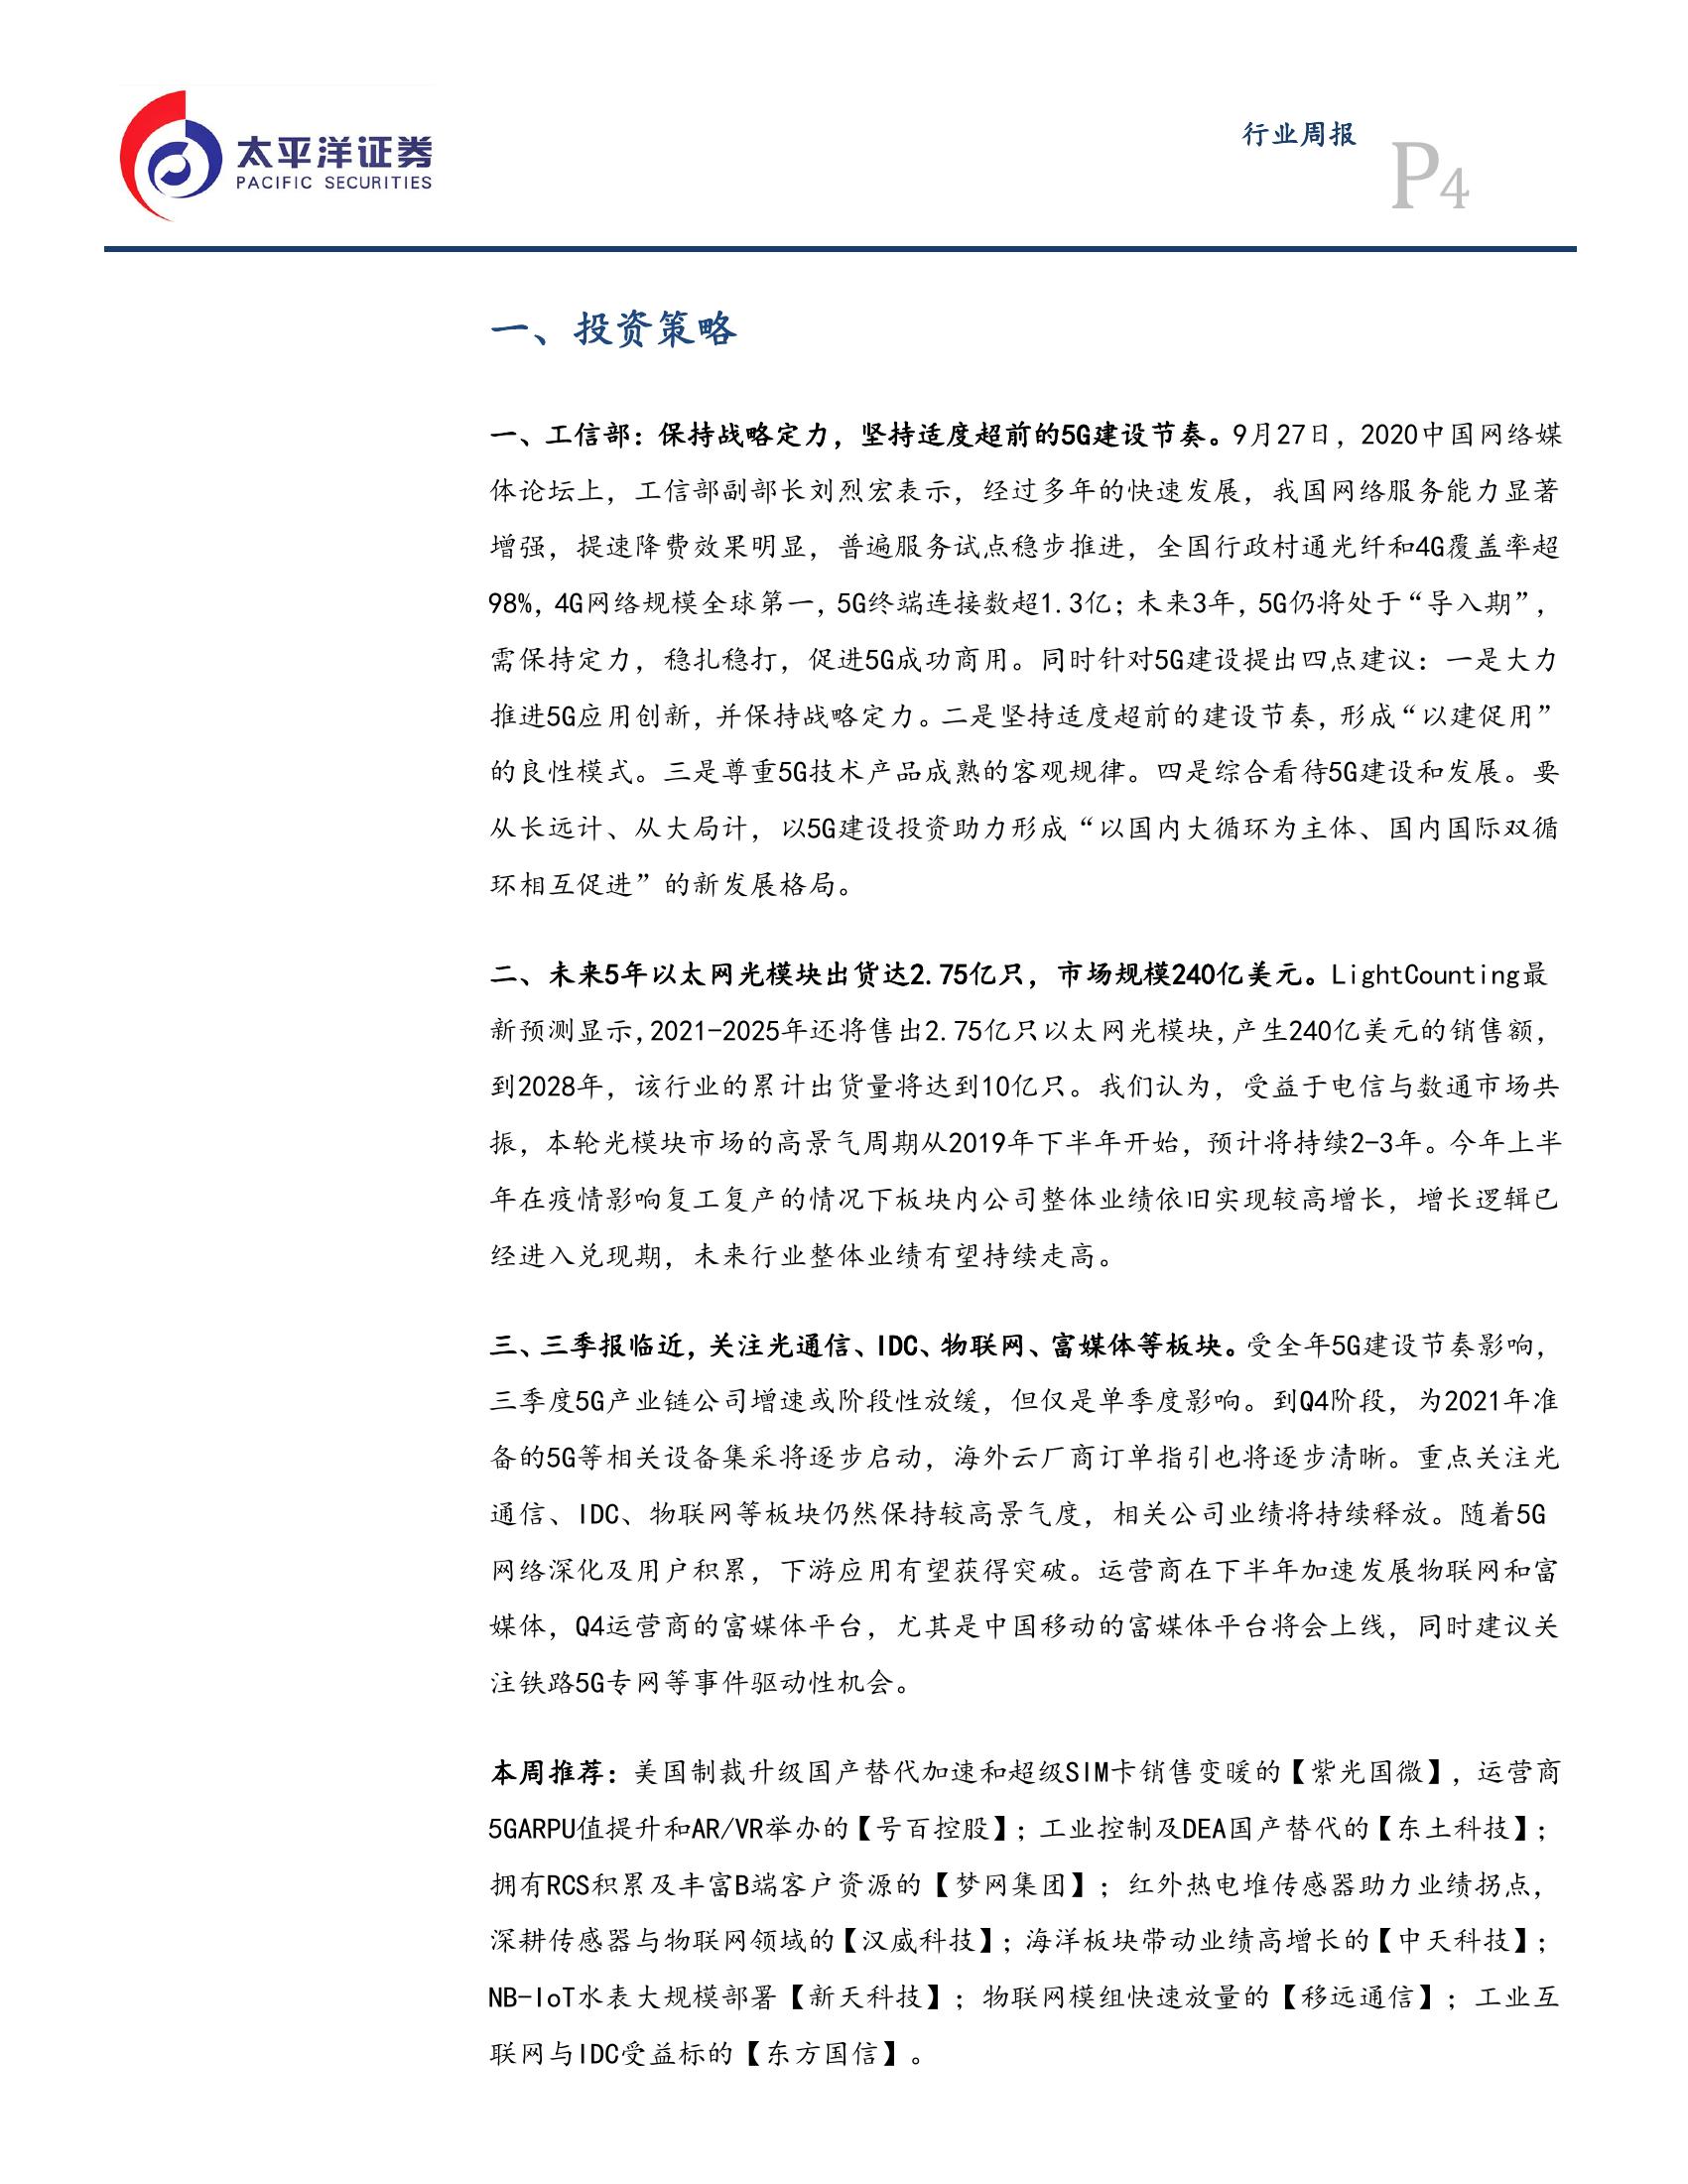 太平洋证券
PACIFIC SECURITIES
行业周报
P4
一、投资策略
一、工信部：保持战略定力，坚持适度超前的5G建设节奏。9月27日，2020中国网络媒
体论坛上，工信部副部长刘烈宏表示，经过多年的快速发展，我国网络服务能力显著
增强，提速降费效果明显，普遍服务试点稳步推进，全国行政村通光纤和4G覆盖率超
98%，4G网络规模全球第一，5G终端连接数超1.3亿；未来3年，5G仍将处于“导入期”，
需保持定力，稳扎稳打，促进5G成功商用。同时针对5G建设提出四点建议：一是大力
推进5G应用创新，并保持战略定力。二是坚持适度超前的建设节奏，形成“以建促用”
的良性模式。三是尊重5G技术产品成熟的客观规律。四是综合看待5G建设和发展。要
从长远计、从大局计，以5G建设投资助力形成“以国内大循环为主体、国内国际双循
环相互促进”的新发展格局。
二、未来5年以太网光模块出货达2.75亿只，市场规模240亿美元。LightCounting最
新预测显示，2021-2025年还将售出2.75亿只以太网光模块，产生240亿美元的销售额，
到2028年，该行业的累计出货量将达到10亿只。我们认为，受益于电信与数通市场共
振，本轮光模块市场的高景气周期从2019年下半年开始，预计将持续2-3年。今年上半
年在疫情影响复工复产的情况下板块内公司整体业绩依旧实现较高增长，增长逻辑已
经进入兑现期，未来行业整体业绩有望持续走高。
三、三季报临近，关注光通信、IDC、物联网、富媒体等板块。受全年5G建设节奏影响，
三季度5G产业链公司增速或阶段性放缓，但仅是单季度影响。到Q4阶段，为2021年准
备的5G等相关设备集采将逐步启动，海外云厂商订单指引也将逐步清晰。重点关注光
通信、IDC、物联网等板块仍然保持较高景气度，相关公司业绩将持续释放。随着5G
网络深化及用户积累，下游应用有望获得突破。运营商在下半年加速发展物联网和富
媒体，Q4运营商的富媒体平台，尤其是中国移动的富媒体平台将会上线，同时建议关
注铁路5G专网等事件驱动性机会。
本周推荐：美国制裁升级国产替代加速和超级SIM卡销售变暖的【紫光国微】，运营商
5GARPU值提升和AR/VR举办的【号百控股】；工业控制及DEA国产替代的【东土科技】；
拥有RCS积累及丰富B端客户资源的【梦网集团】；红外热电堆传感器助力业绩拐点，
深耕传感器与物联网领域的【汉威科技】；海洋板块带动业绩高增长的【中天科技】；
NB-IoT水表大规模部署【新天科技】；物联网模组快速放量的【移远通信】；工业互
联网与IDC受益标的【东方国信】。